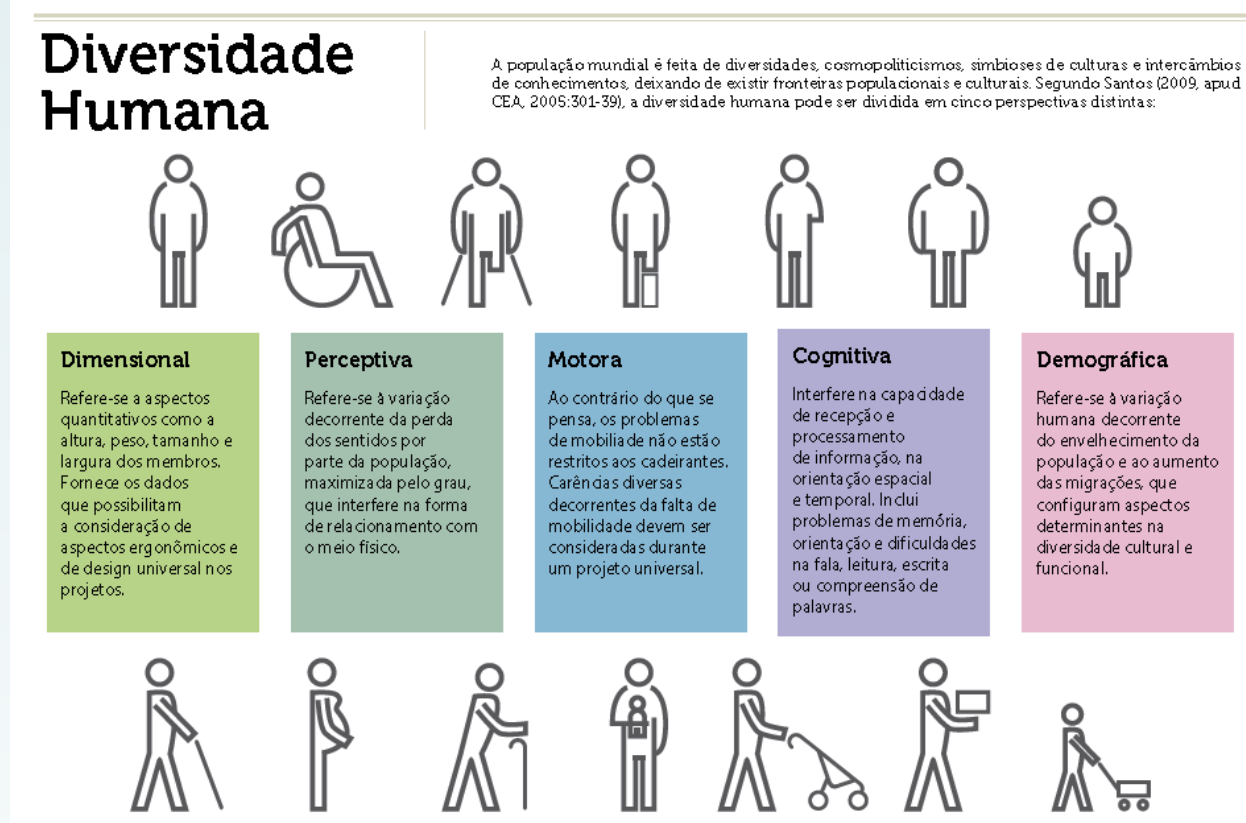 Diversidade
Humana
A população mundial é feita de diversidades, cosmopoliticismos, simbioses de culturas e intercâmbios
de conhecimentos, deixando de existir fronteiras populacionais e culturais. Segundo Santos (2009, apud
CEA, 2005:301-39), a diversidade humana pode ser dividida em cinco perspectivas distintas:
Dimensional
Refere-se a aspectos
quantitativos como a
altura, peso, tamanho e
largura dos membros.
Fornece os dados
que possibilitam
a consideração de
aspectos ergonômicos e
de design universal nos
projetos.
Perceptiva
Refere-se à variação
decorrente da perda
dos sentidos por
parte da população,
maximizada pelo grau,
que interfere na forma
de relacionamento com
o meio físico.
Motora
Ao contrário do que se
pensa, os problemas
de mobiliade não estão
restritos aos cadeirantes.
Carências diversas
decorrentes da falta de
mobilidade devem ser
consideradas durante
um projeto universal.
Cognitiva
Interfere na capacidade
de recepção e
processamento
de informação, na
orientação espacial
e temporal. Inclui
problemas de memória,
orientação e dificuldades
na fala, leitura, escrita
ou compreensão de
palavras.
Demográfica
Refere-se à variação
humana decorrente
do envelhecimento da
população e ao aumento
das migrações, que
configuram aspectos
determinantes na
diversidade cultural e
funcional.